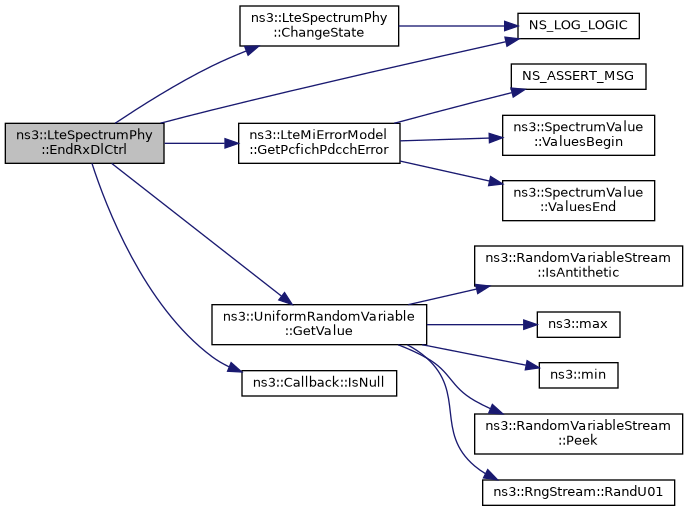 ns3::LteSpectrumPhy
::EndRxDlCtrl
ns3::LteSpectrumPhy
::ChangeState
NS_LOG_LOGIC
ns3::LteMiErrorModel
::GetPcfichPdcchError
NS_ASSERT_MSG
ns3::SpectrumValue
::ValuesBegin
ns3::SpectrumValue
::ValuesEnd
ns3::UniformRandomVariable
::GetValue
ns3::RandomVariableStream
::IsAntithetic
ns3::max
ns3::min
ns3::RandomVariableStream
::Peek
ns3::RngStream::RandU01
ns3::Callback::IsNull